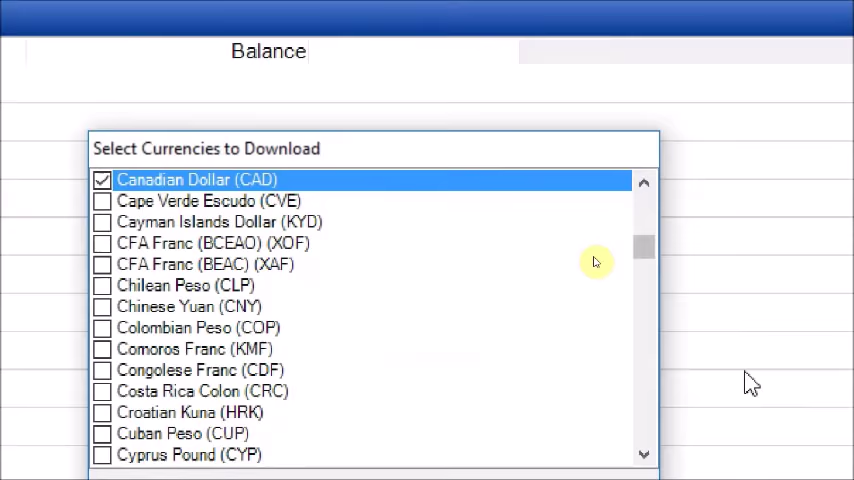 Balance
Select Currencies to Download
Canadian Dollar (CAD)
Cape Verde Escudo (CVE)
Cayman Islands Dollar (KYD)
CFA Franc (BCEAO) (XOF)
CFA Franc (BEAC) (XAF)
Chilean Peso (CLP)
Chinese Yuan (CNY)
Colombian Peso (COP)
Comoros Franc (KMF)
Congolese Franc (CDF)
Costa Rica Colon (CRC)
Croatian Kuna (HRK)
Cuban Peso (CUP)
Cyprus Pound (CYP)